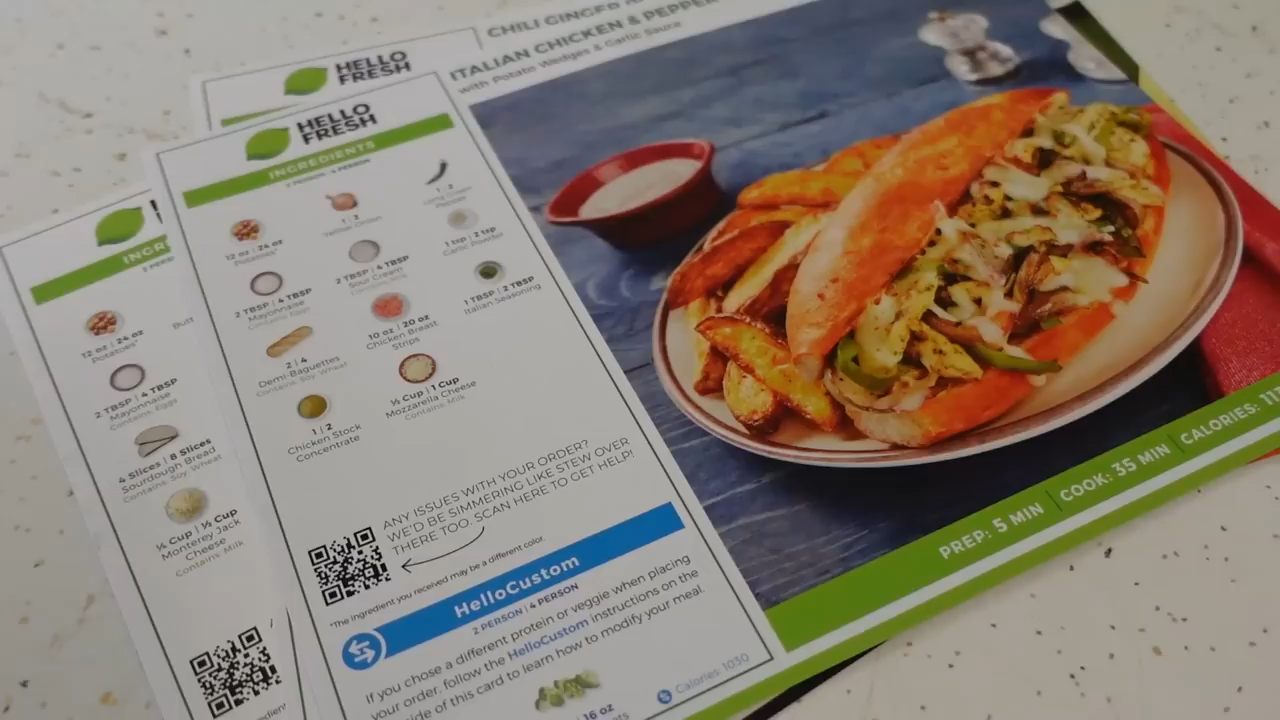 CHILI GINGER
ITALIAN CHICKEN & PEPPER
with Potato Wedges & Garlic Sauce
HELLO
FRESH
HELLO
FRESH
INGREDIENTS
2 PERSON | 4 PERSON
12 oz | 24 oz
Potatoes*
1 | 2
Yellow Onion
1 | 2
Long Green
Pepper
2 TBSP | 4 TBSP
Mayonnaise
Contains: Eggs
2 TBSP | 4 TBSP
Sour Cream
Contains: Milk
1 tsp | 2 tsp
Garlic Powder
2 | 4
Demi-Baguettes
Contains: Soy, Wheat
10 oz | 20 oz
Chicken Breast
Strips
1 TBSP | 2 TBSP
Italian Seasoning
1 | 2
Chicken Stock
Concentrate
½ Cup | 1 Cup
Mozzarella Cheese
Contains: Milk
ANY ISSUES WITH YOUR ORDER?
WE'D BE SIMMERING LIKE STEW OVER
THERE TOO. SCAN HERE TO GET HELP!
*The ingredient you received may be a different color.
HelloCustom
2 PERSON | 4 PERSON
If you chose a different protein or veggie when placing
your order, follow the HelloCustom instructions on the
side of this card to learn how to modify your meal.
16 oz
Calories: 1030
PREP: 5 MIN | COOK: 35 MIN | CALORIES: 11
INGR
2 PERS
12 oz | 24 oz
Potatoes*
Butt
2 TBSP | 4 TBSP
Mayonnaise
Contains: Eggs
4 Slices | 8 Slices
Sourdough Bread
Contains: Soy, Wheat
¼ Cup | ½ Cup
Monterey Jack
Cheese
Contains: Milk